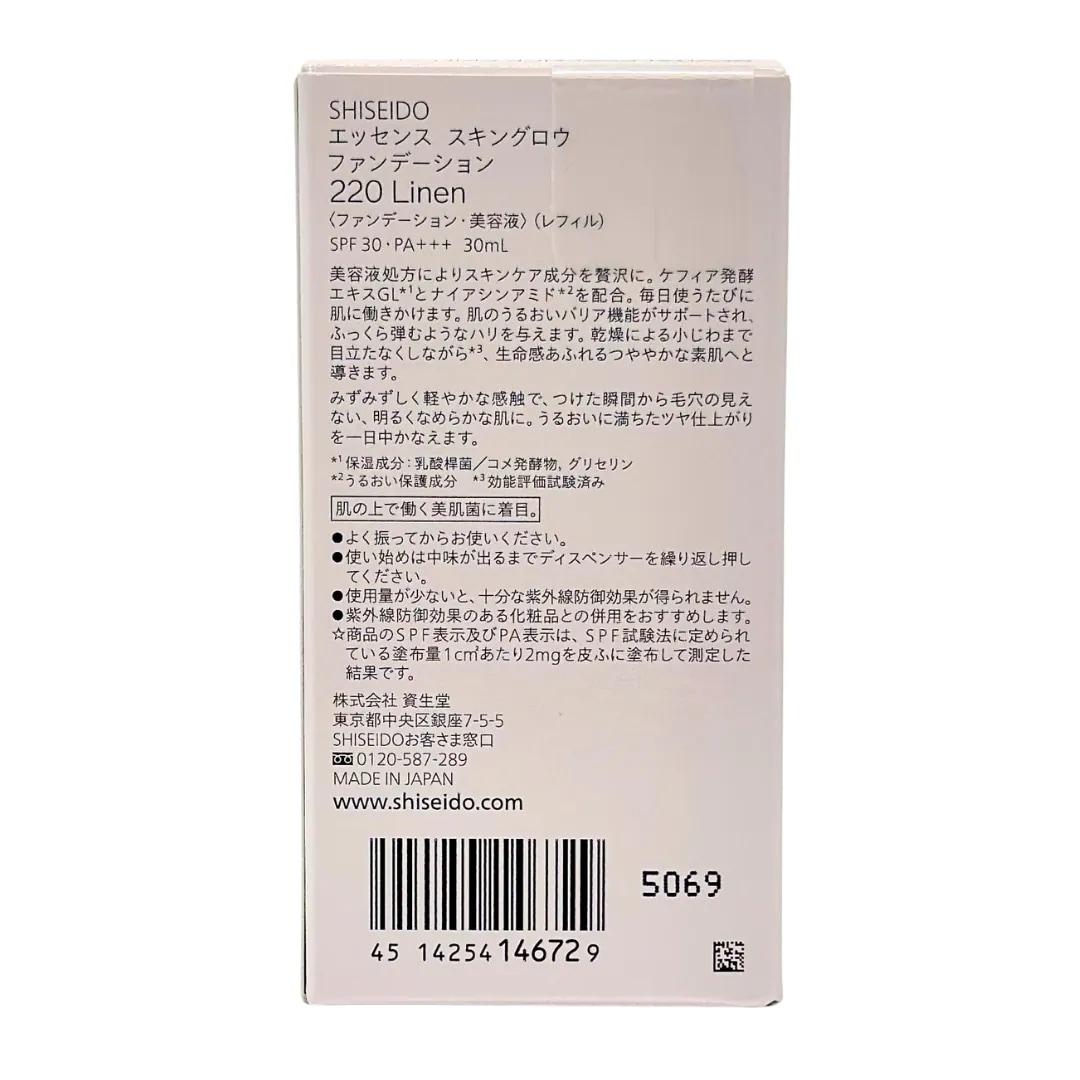 SHISEIDO
エッセンス スキングロウ
ファンデーション
220 Linen
〈ファンデーション・美容液〉(レフィル)
SPF 30・PA+++ 30mL
美容液処方によりスキンケア成分を贅沢に。ケフィア発酵
エキスGL*1とナイアシンアミド*2を配合。毎日使うたびに
肌に働きかけます。肌のうるおいバリア機能がサポートされ、
ふっくら弾むようなハリを与えます。乾燥による小じわまで
目立たなくしながら*3、生命感あふれるつややかな素肌へと
導きます。
みずみずしく軽やかな感触で、つけた瞬間から毛穴の見え
ない、明るくなめらかな肌に。うるおいに満ちたツヤ仕上がり
を一日中かなえます。
*1 保湿成分:乳酸桿菌/コメ発酵物, グリセリン
*2うるおい保護成分 *3効能評価試験済み
肌の上で働く美肌菌に着目。
●よく振ってからお使いください。
●使い始めは中味が出るまでディスペンサーを繰り返し押し
てください。
●使用量が少ないと、十分な紫外線防御効果が得られません。
●紫外線防御効果のある化粧品との併用をおすすめします。
☆商品のSPF表示及びPA表示は、SPF試験法に定められ
ている塗布量1c㎡あたり2mgを皮ふに塗布して測定した
結果です。
株式会社 資生堂
東京都中央区銀座7-5-5
SHISEIDOお客さま窓口
0120-587-289
MADE IN JAPAN
www.shiseido.com
5069
45 14254 14672 9